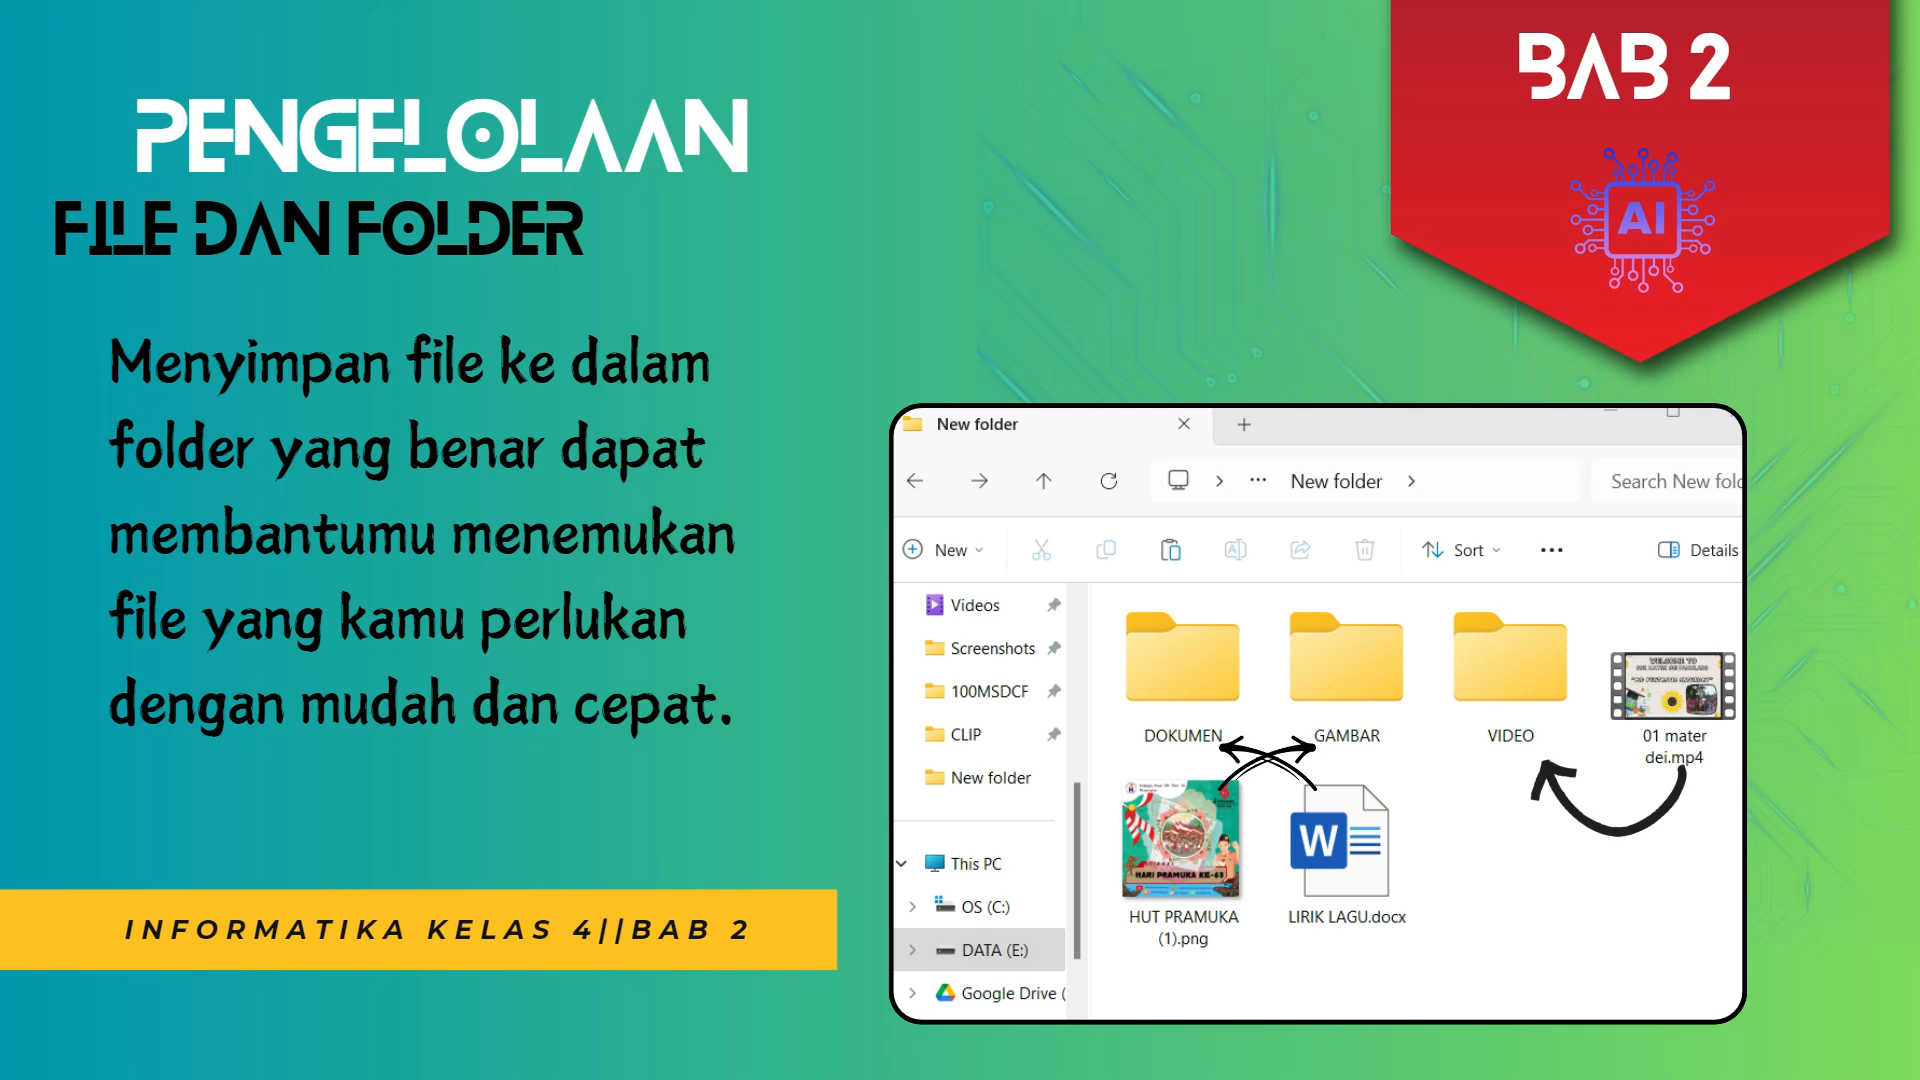 BAB 2
AI
PENGELOLAAN
FILE DAN FOLDER
Menyimpan file ke dalam
folder yang benar dapat
membantumu menemukan
file yang kamu perlukan
dengan mudah dan cepat.
INFORMATIKA KELAS 4||BAB 2
New folder
New folder
Search New fold
New
Sort
Details
Videos
Screenshots
100MSDCF
CLIP
New folder
This PC
OS (C:)
DATA (E:)
Google Drive (
DOKUMEN
GAMBAR
VIDEO
WELCOME TO
01 mater
dei.mp4
HARI PRAMUKA KE-63
HUT PRAMUKA
(1).png
W
LIRIK LAGU.docx